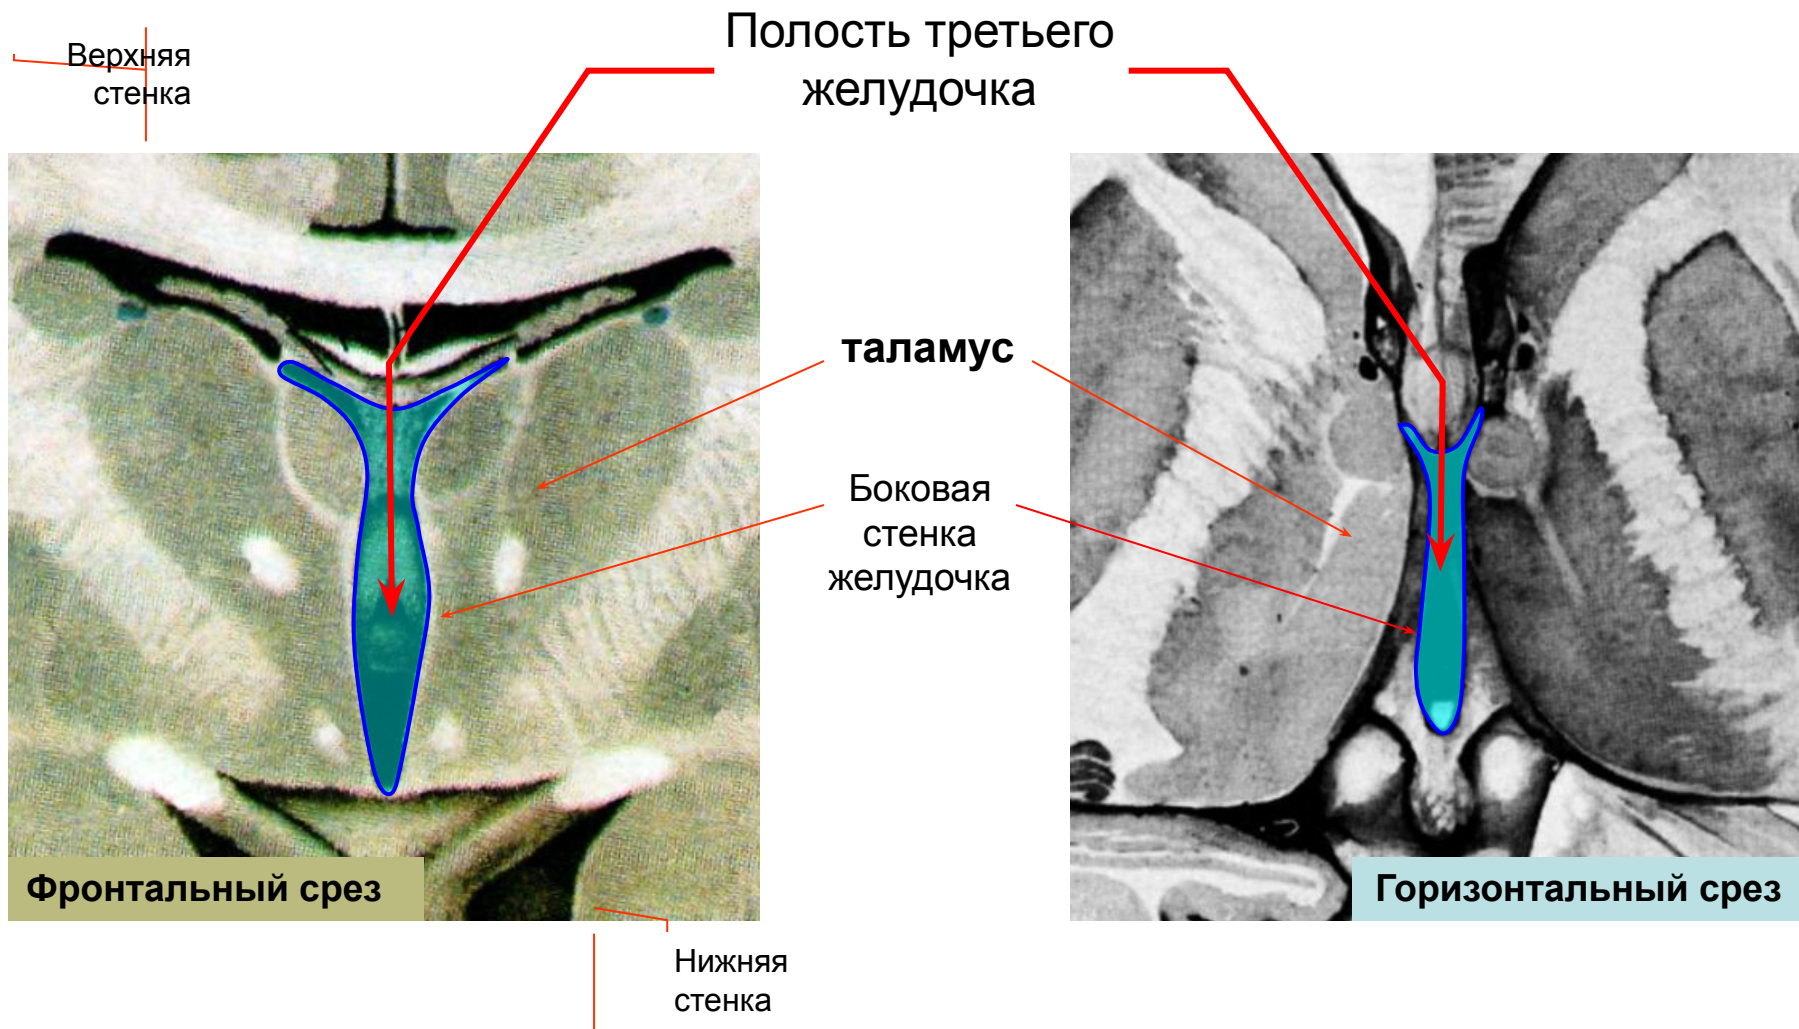 Полость третьего
желудочка
Верхняя
стенка
таламус
Боковая
стенка
желудочка
Фронтальный срез
Горизонтальный срез
Нижняя
стенка